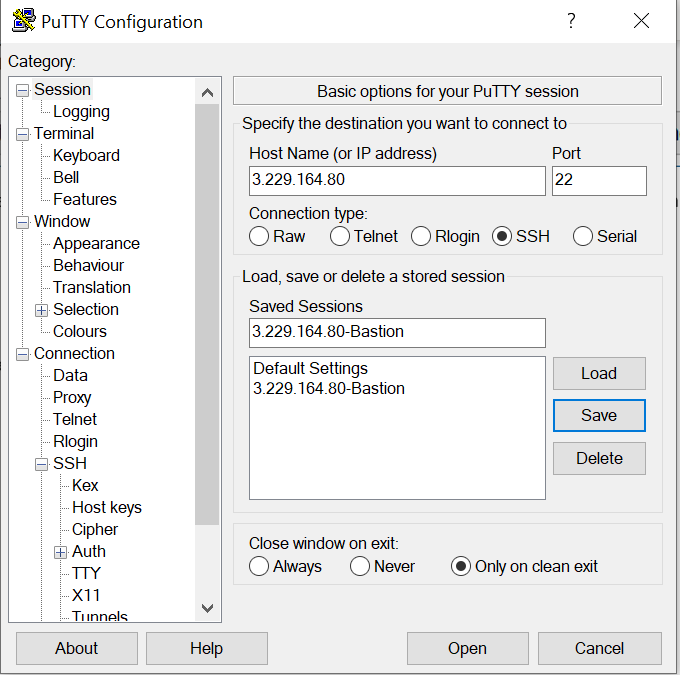 PuTTY Configuration
?
Category:
Session
Logging
Terminal
Keyboard
Bell
Features
Window
Appearance
Behaviour
Translation
Selection
Colours
Connection
Data
Proxy
Telnet
Rlogin
SSH
Kex
Host keys
Cipher
Auth
TTY
X11
Tunnels
Basic options for your PuTTY session
Specify the destination you want to connect to
Host Name (or IP address) Port
3.229.164.80 22
Connection type:
Raw Telnet Rlogin SSH Serial
Load, save or delete a stored session
Saved Sessions
3.229.164.80-Bastion
Default Settings
3.229.164.80-Bastion
Load
Save
Delete
Close window on exit:
Always Never Only on clean exit
About Help Open Cancel